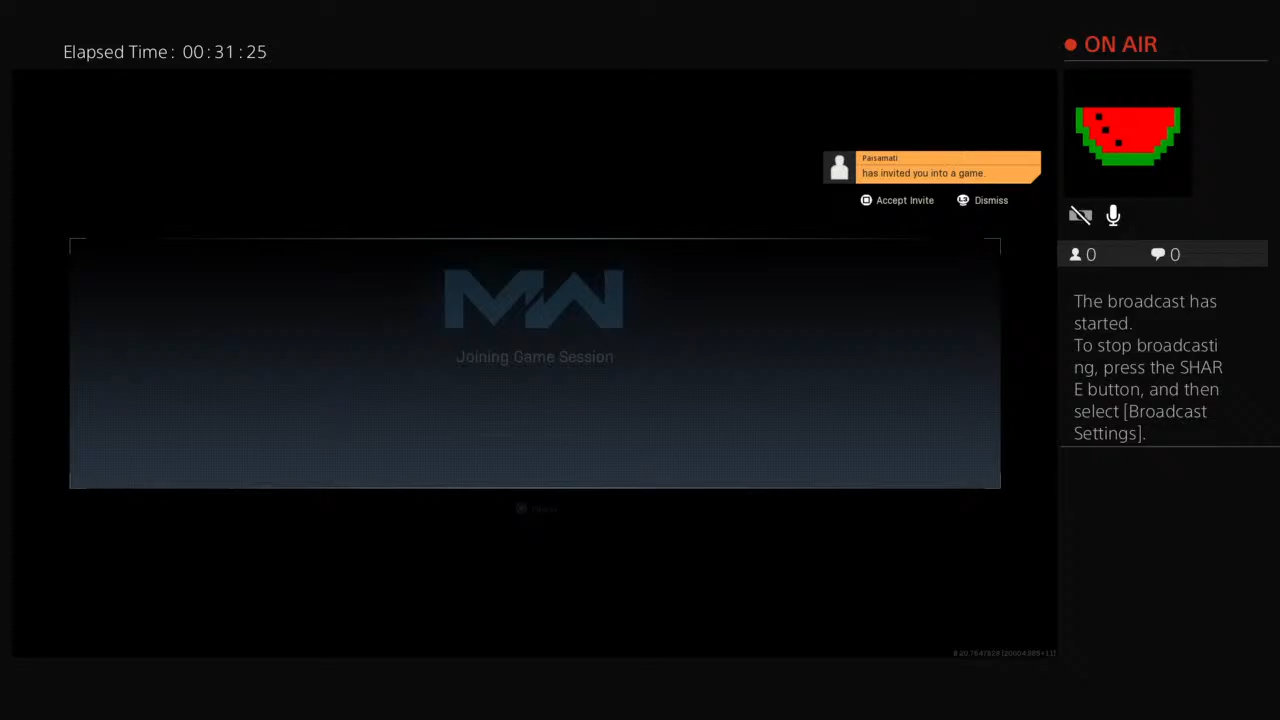 Elapsed Time: 00:31:25
ON AIR
Paisamati
has invited you into a game.
Accept Invite Dismiss
0 0
MW
Joining Game Session
The broadcast has
started.
To stop broadcasti
ng, press the SHAR
E button, and then
select [Broadcast
Settings].